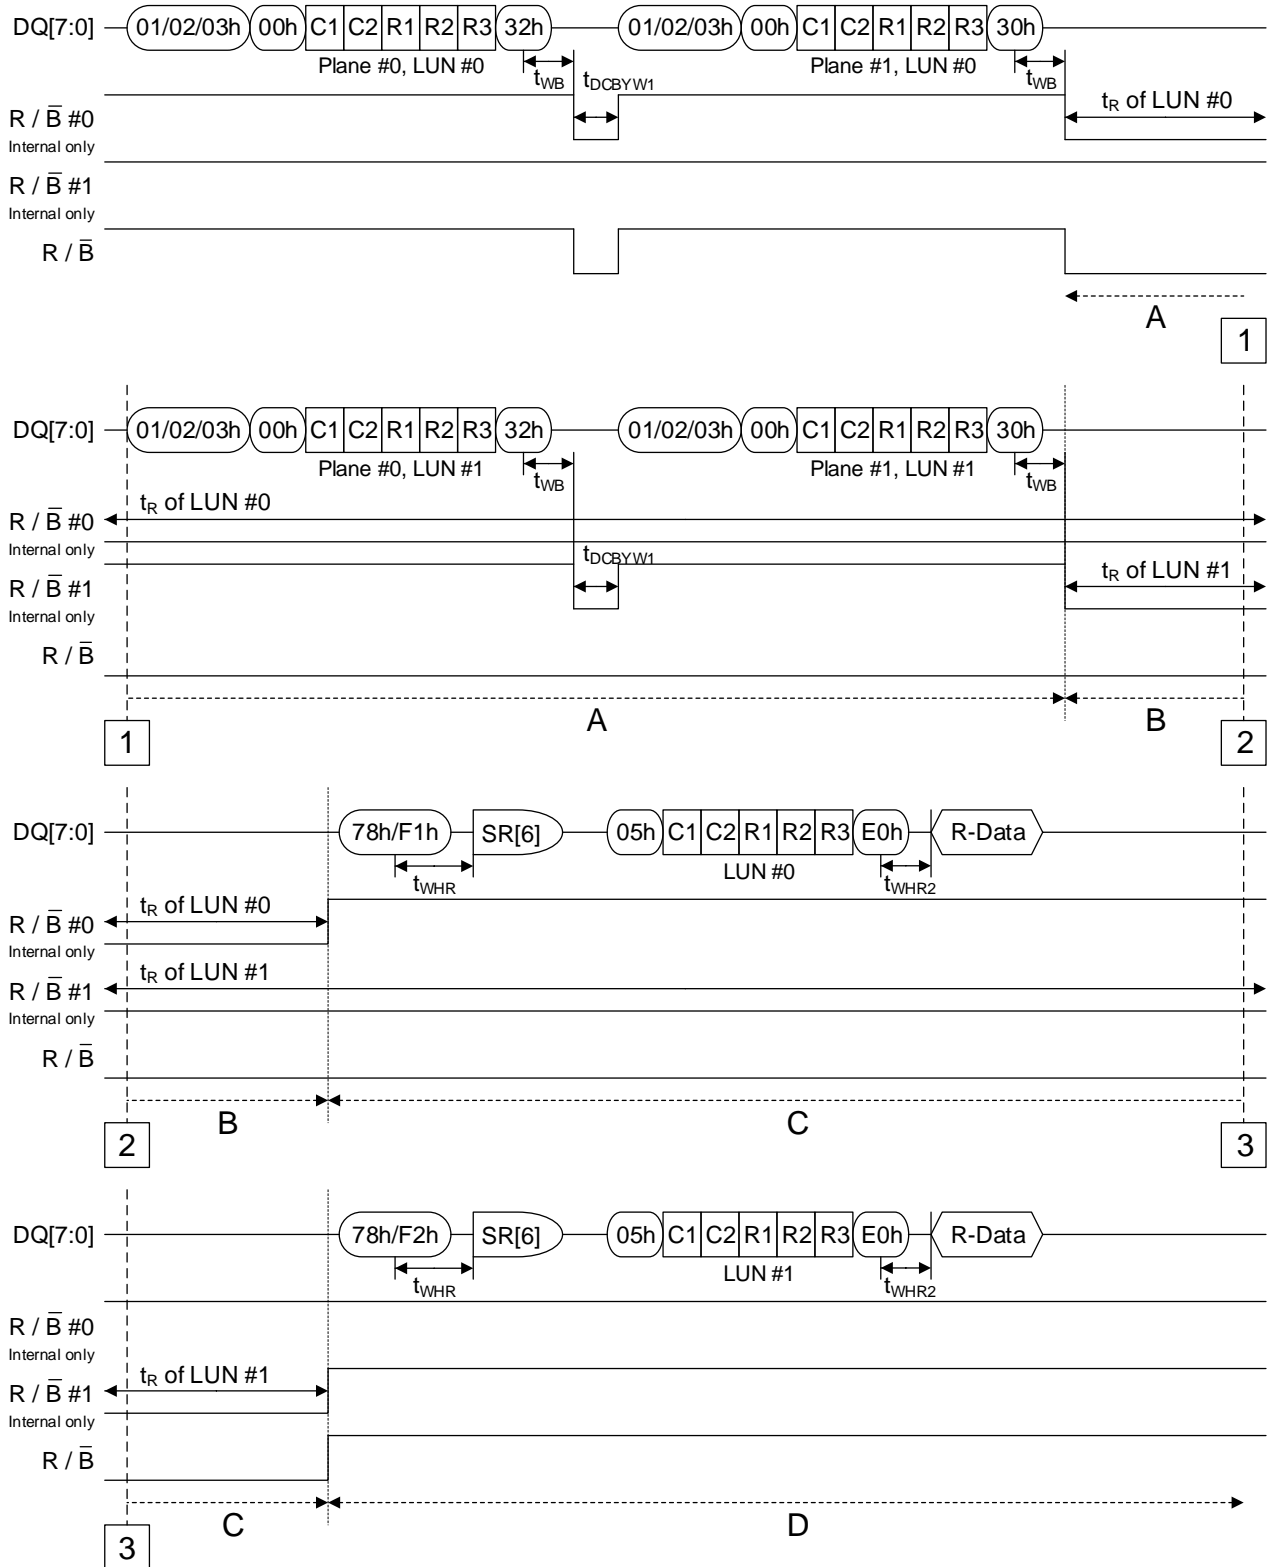 DQ[7:0] 01/02/03h 00h C1 C2 R1 R2 R3 32h 01/02/03h 00h C1 C2 R1 R2 R3 30h
Plane #0, LUN #0 Plane #1, LUN #0
tWB tDCBYW1 tWB
R / B̅ #0 tR of LUN #0
Internal only
R / B̅ #1
Internal only
R / B̅
A
1
DQ[7:0] 01/02/03h 00h C1 C2 R1 R2 R3 32h 01/02/03h 00h C1 C2 R1 R2 R3 30h
Plane #0, LUN #1 Plane #1, LUN #1
tWB tWB
tR of LUN #0
R / B̅ #0
Internal only
tDCBYW1
R / B̅ #1 tR of LUN #1
Internal only
R / B̅
A B
1 2
DQ[7:0] 78h/F1h SR[6] 05h C1 C2 R1 R2 R3 E0h R-Data
LUN #0
tWHR tWHR2
tR of LUN #0
R / B̅ #0
Internal only
tR of LUN #1
R / B̅ #1
Internal only
R / B̅
B C
2 3
DQ[7:0] 78h/F2h SR[6] 05h C1 C2 R1 R2 R3 E0h R-Data
LUN #1
tWHR tWHR2
R / B̅ #0
Internal only
tR of LUN #1
R / B̅ #1
Internal only
R / B̅
C D
3